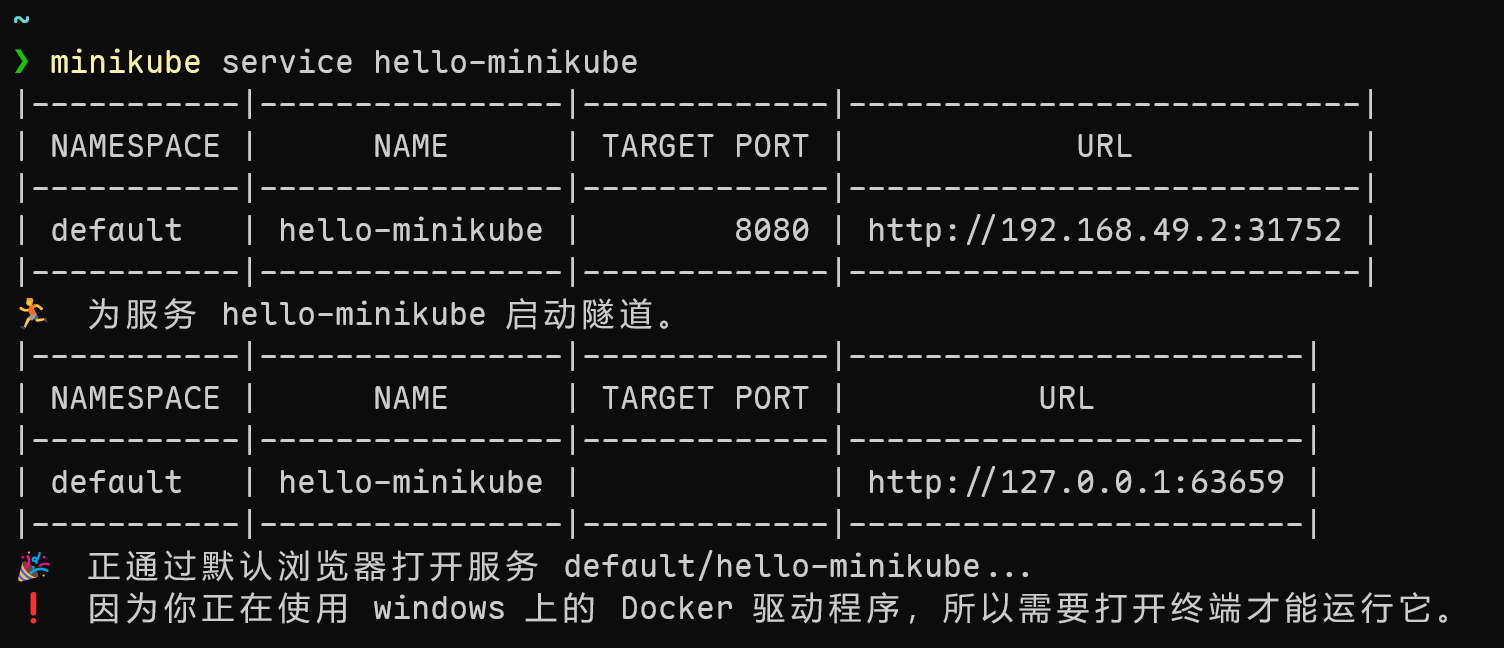 ~
❯ minikube service hello-minikube
|-----------|----------------|-------------|---------------------------|
| NAMESPACE |      NAME      | TARGET PORT |            URL            |
|-----------|----------------|-------------|---------------------------|
| default   | hello-minikube |        8080 | http://192.168.49.2:31752 |
|-----------|----------------|-------------|---------------------------|
🏃  为服务 hello-minikube 启动隧道。
|-----------|----------------|-------------|------------------------|
| NAMESPACE |      NAME      | TARGET PORT |          URL           |
|-----------|----------------|-------------|------------------------|
| default   | hello-minikube |             | http://127.0.0.1:63659 |
|-----------|----------------|-------------|------------------------|
🎉  正通过默认浏览器打开服务 default/hello-minikube...
❗  因为你正在使用 windows 上的 Docker 驱动程序，所以需要打开终端才能运行它。